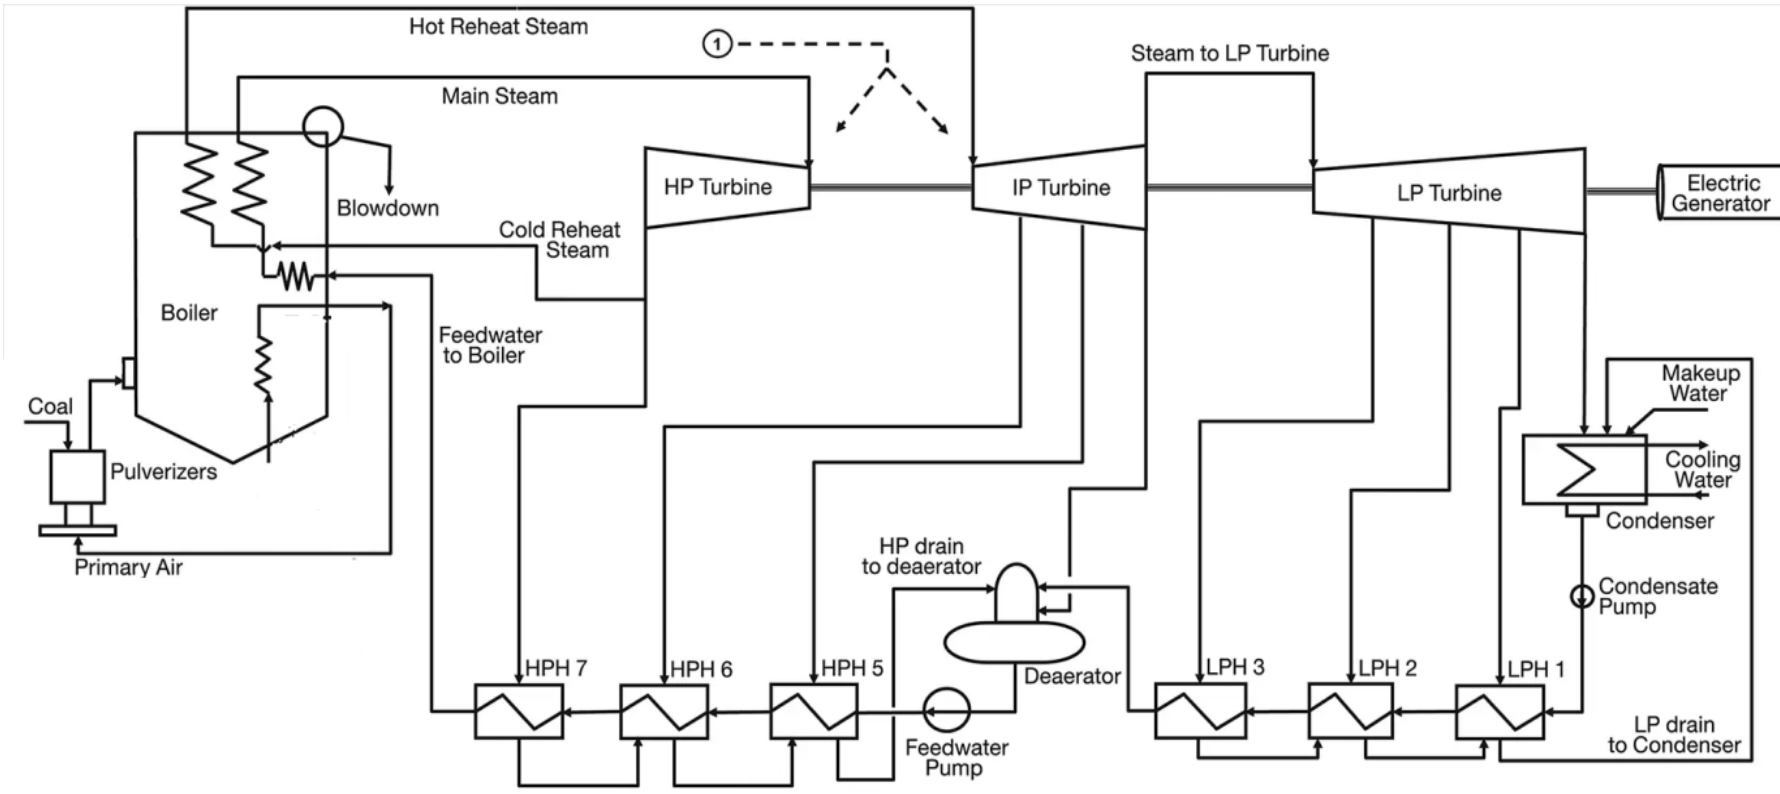 Hot Reheat Steam
1
Steam to LP Turbine
Main Steam
HP Turbine
IP Turbine
LP Turbine
Electric
Generator
Blowdown
Cold Reheat
Steam
Boiler
Feedwater
to Boiler
Coal
Pulverizers
Primary Air
Makeup
Water
Cooling
Water
Condenser
HP drain
to deaerator
Condensate
Pump
HPH 7
HPH 6
HPH 5
Deaerator
LPH 3
LPH 2
LPH 1
Feedwater
Pump
LP drain
to Condenser